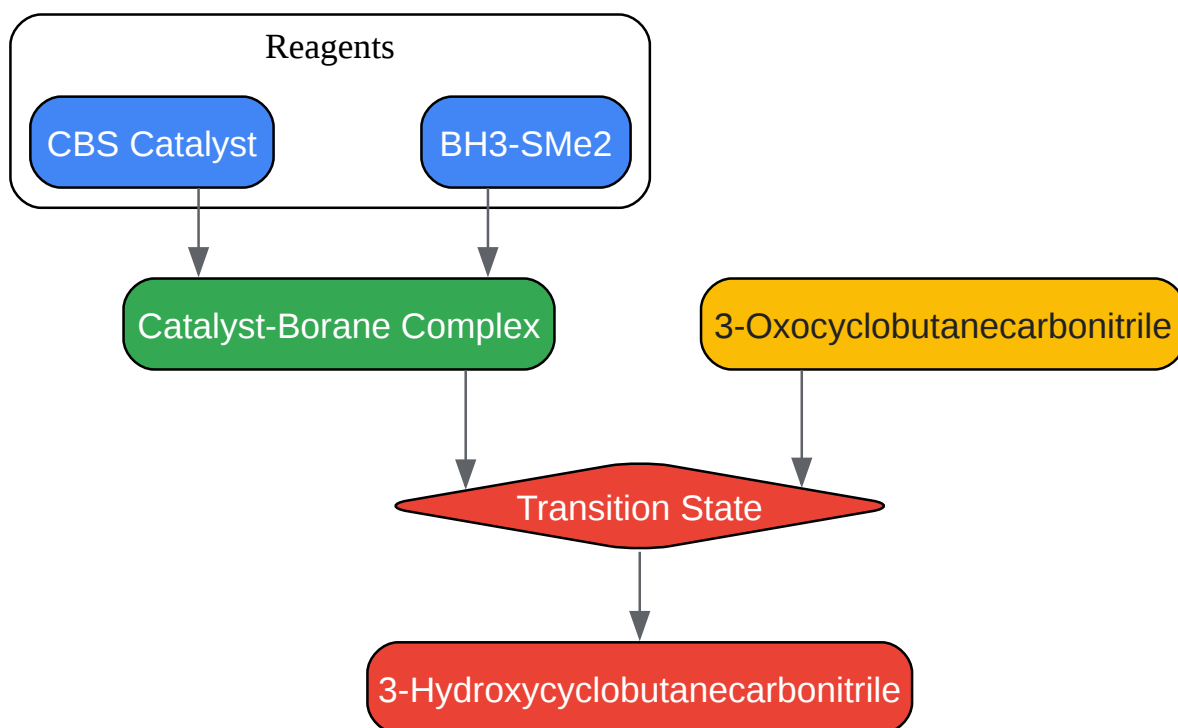 Reagents
CBS Catalyst
BH3-SMe2
Catalyst-Borane Complex
3-Oxocyclobutanecarbonitrile
Transition State
3-Hydroxycyclobutanecarbonitrile